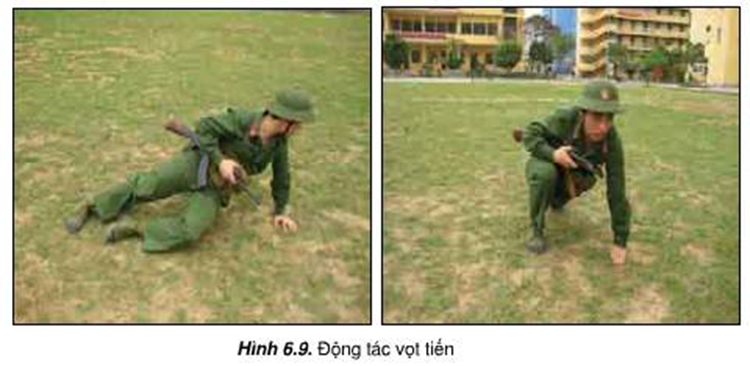 Hình 6.9. Động tác vọt tiến